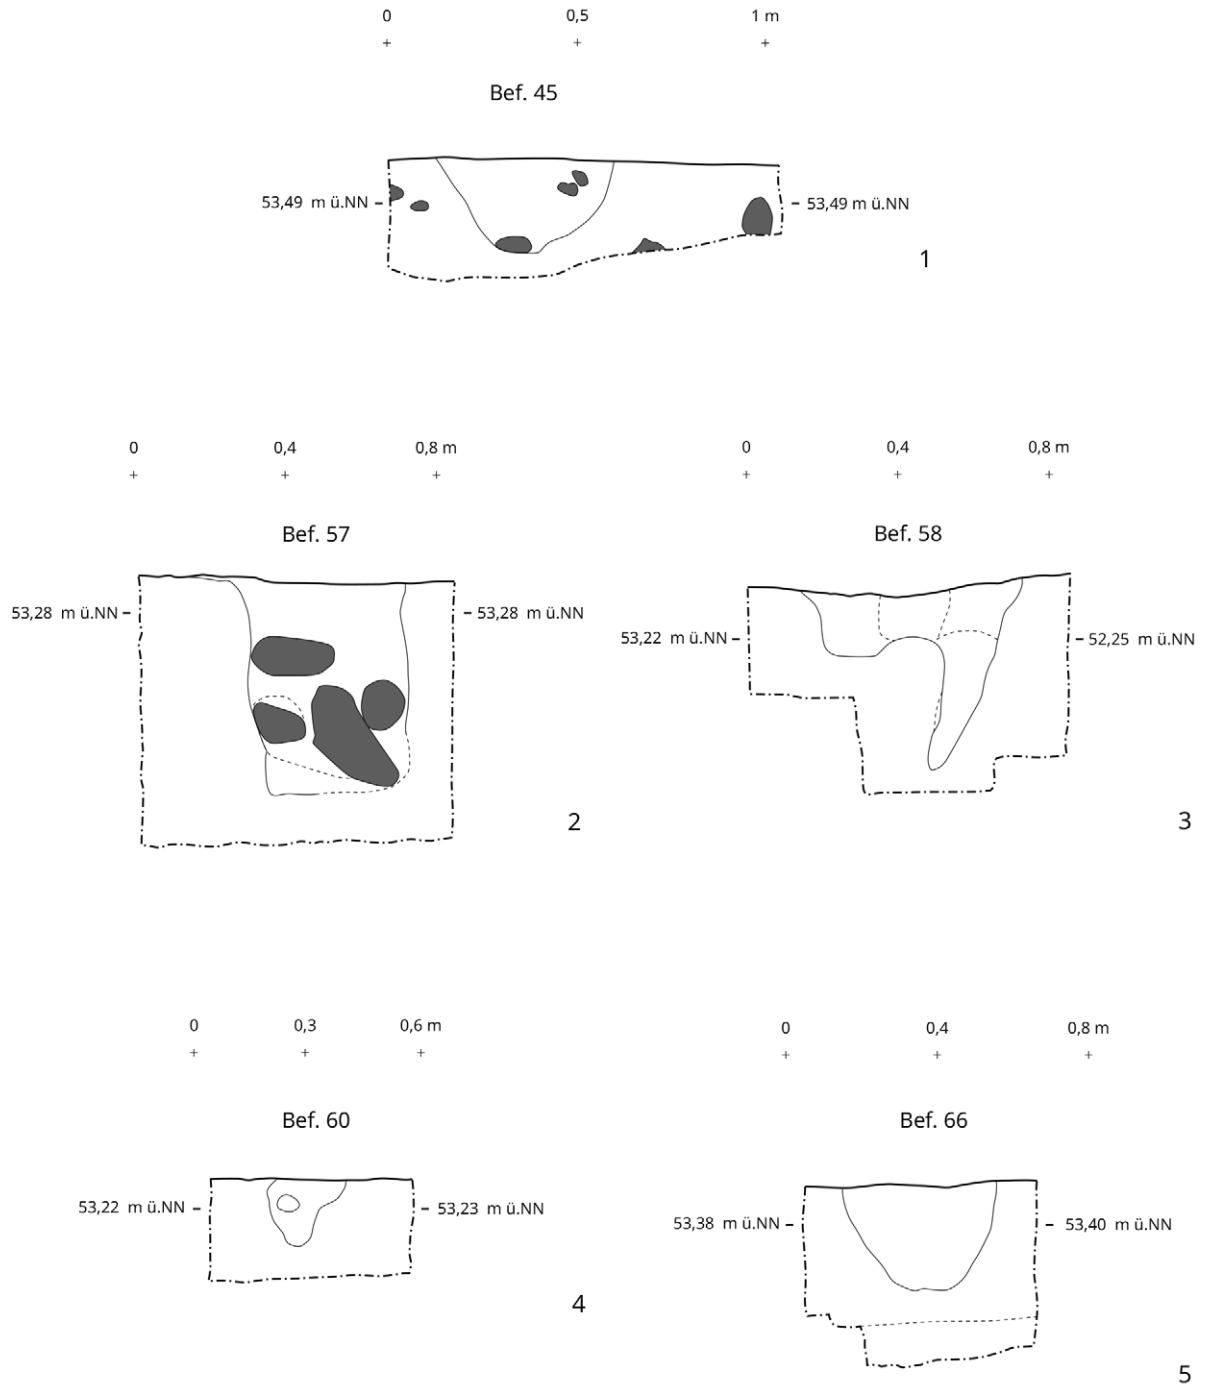 0 0,5 1 m
Bef. 45
53,49 m ü.NN 53,49 m ü.NN
1
0 0,4 0,8 m
Bef. 57
53,28 m ü.NN 53,28 m ü.NN
2
0 0,4 0,8 m
Bef. 58
53,22 m ü.NN 52,25 m ü.NN
3
0 0,3 0,6 m
Bef. 60
53,22 m ü.NN 53,23 m ü.NN
4
0 0,4 0,8 m
Bef. 66
53,38 m ü.NN 53,40 m ü.NN
5